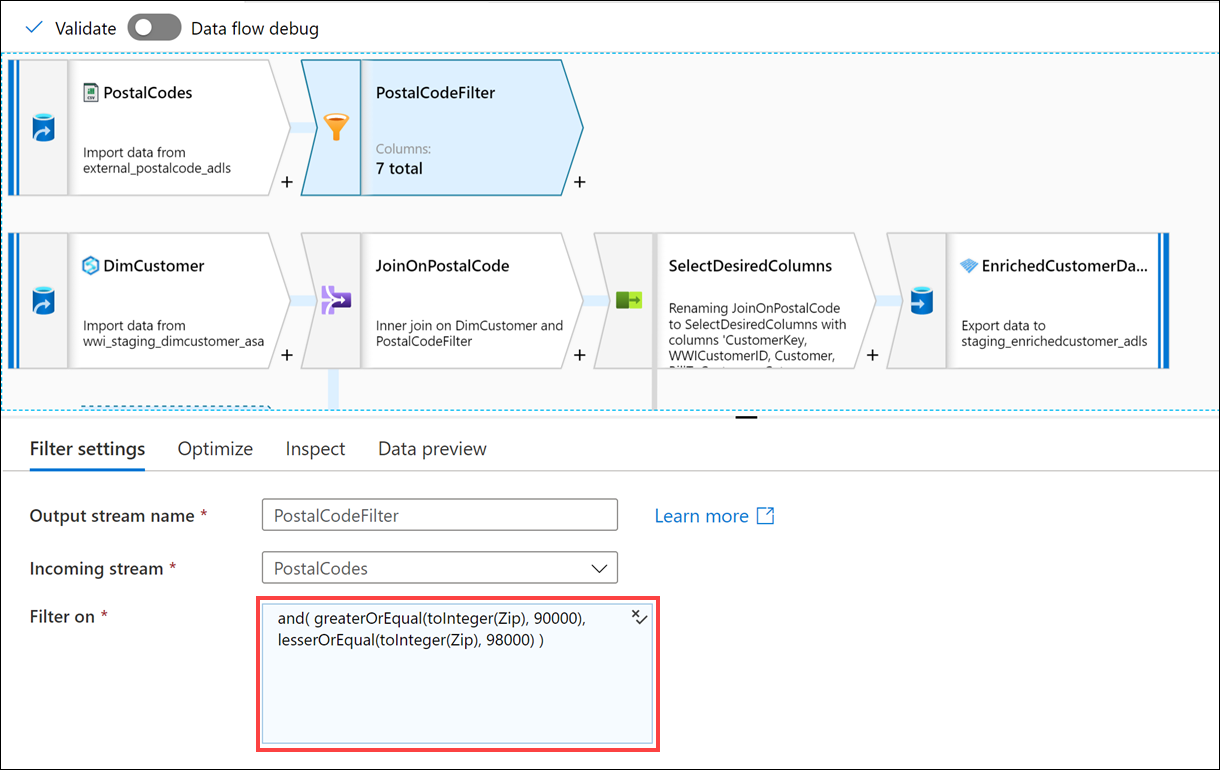 Validate Data flow debug
PostalCodes
Import data from
external_postalcode_adls
+
PostalCodeFilter
Columns:
7 total
+
DimCustomer
Import data from
wwi_staging_dimcustomer_asa
+
JoinOnPostalCode
Inner join on DimCustomer and
PostalCodeFilter
+
SelectDesiredColumns
Renaming JoinOnPostalCode
to SelectDesiredColumns with
columns 'CustomerKey,
WWICustomerID, Customer,
+
EnrichedCustomerDa...
Export data to
staging_enrichedcustomer_adls
Filter settings Optimize Inspect Data preview
Output stream name * PostalCodeFilter Learn more
Incoming stream * PostalCodes
Filter on *
and( greaterOrEqual(toInteger(Zip), 90000),
lesserOrEqual(toInteger(Zip), 98000) )